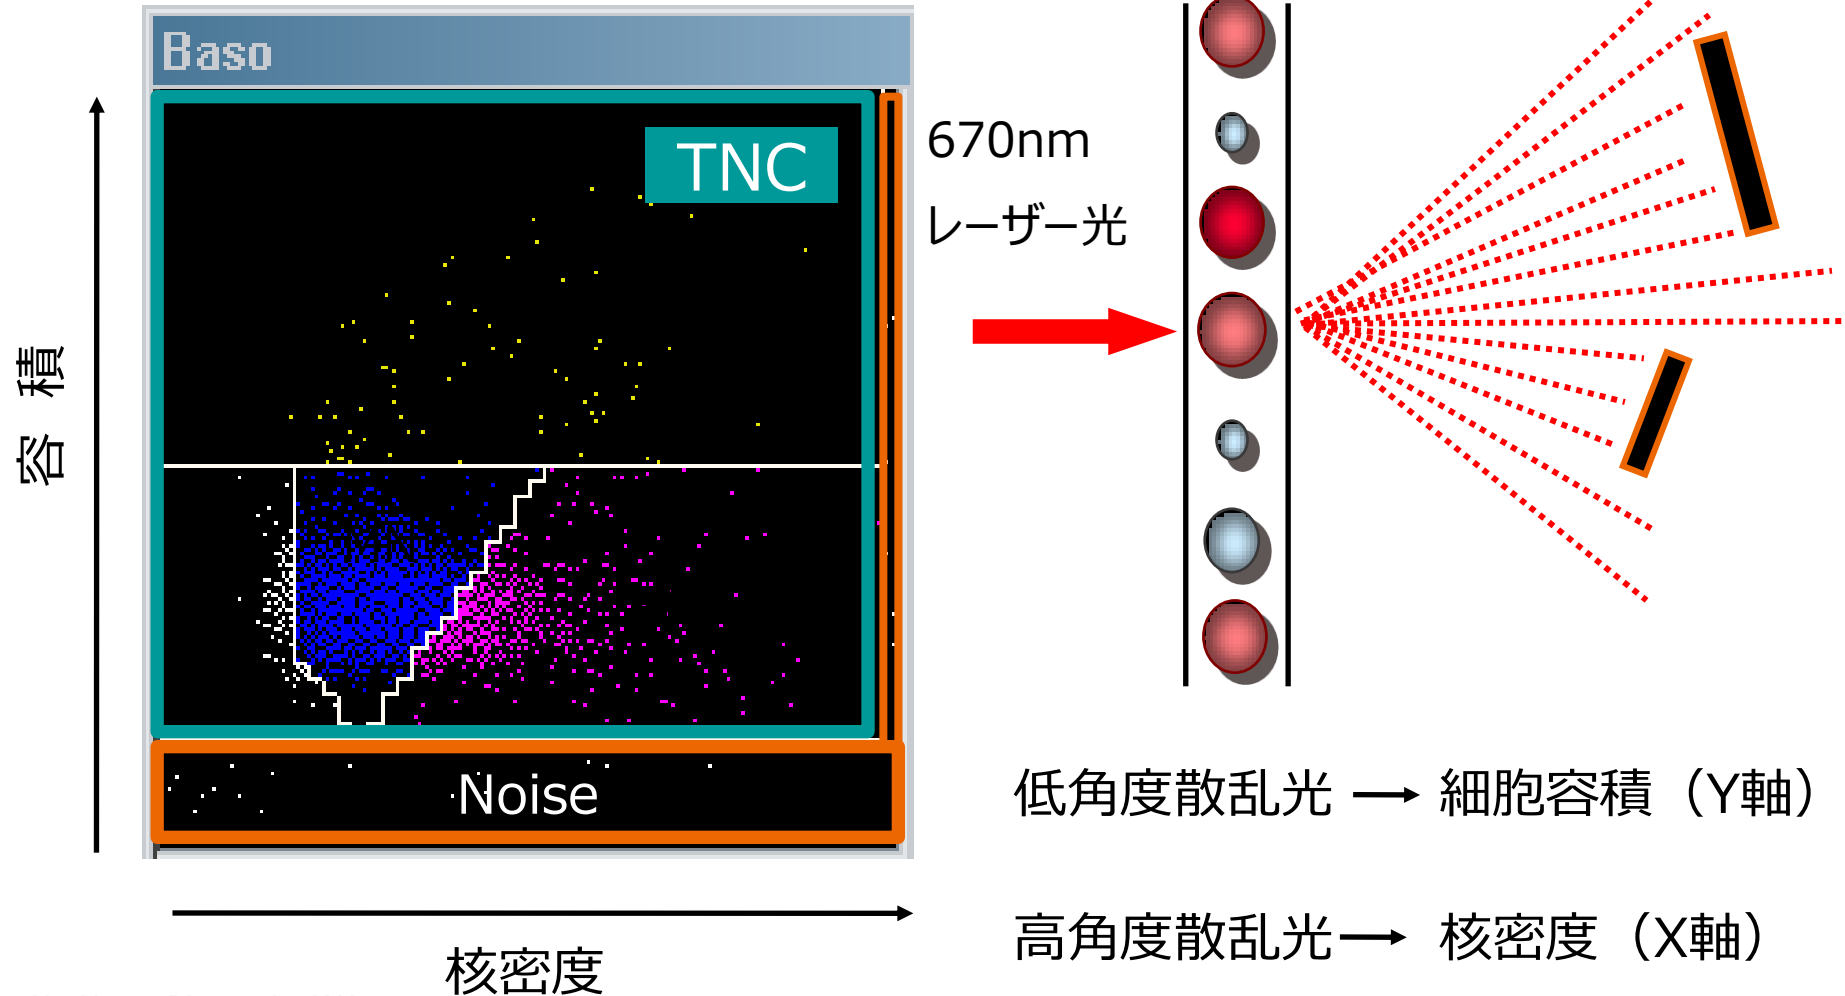 Baso
TNC
容積
Noise
核密度
670nm
レーザー光
低角度散乱光 → 細胞容積（Y軸）
高角度散乱光 → 核密度（X軸）